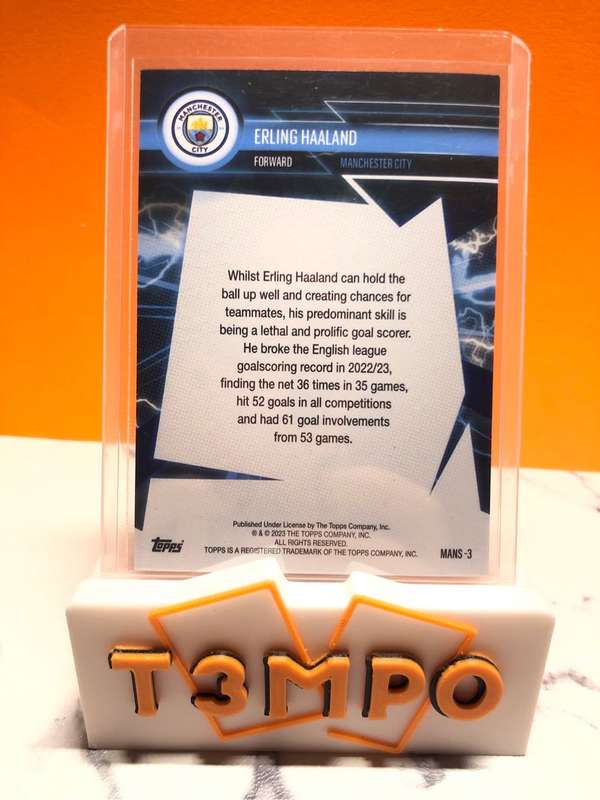 MANCHESTER
CITY
ERLING HAALAND
FORWARD MANCHESTER CITY
Whilst Erling Haaland can hold the
ball up well and creating chances for
teammates, his predominant skill is
being a lethal and prolific goal scorer.
He broke the English league
goalscoring record in 2022/23,
finding the net 36 times in 35 games,
hit 52 goals in all competitions
and had 61 goal involvements
from 53 games.
Published Under License by The Topps Company, Inc.
® & © 2023 THE TOPPS COMPANY, INC.
ALL RIGHTS RESERVED.
TOPPS IS A REGISTERED TRADEMARK OF THE TOPPS COMPANY, INC.
Topps
MANS-3
T3MPO